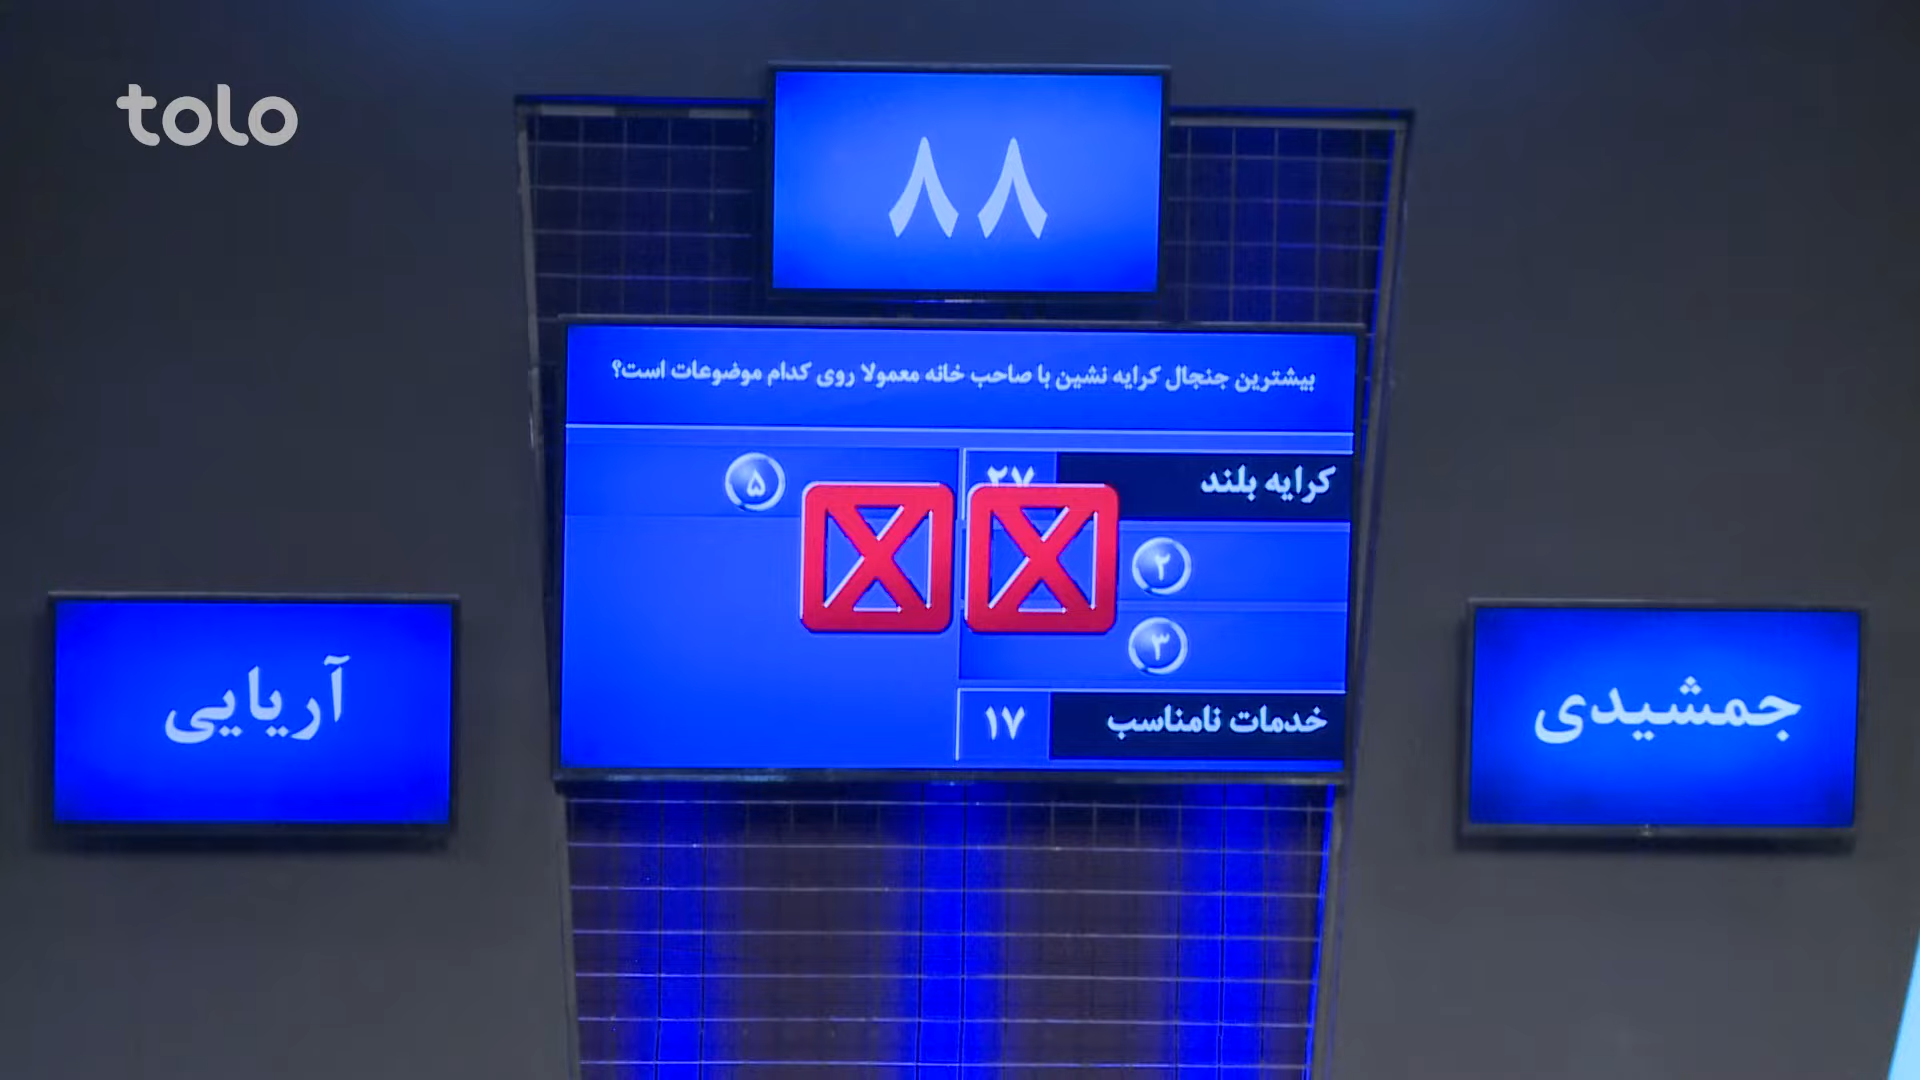 tolo
۸۸
بیشترین جنجال کرایه نشین با صاحب خانه معمولا روی کدام موضوعات است؟
کرایه بلند ۲۷
۲
۳
خدمات نامناسب ۱۷
۵
جمشیدی
آریایی